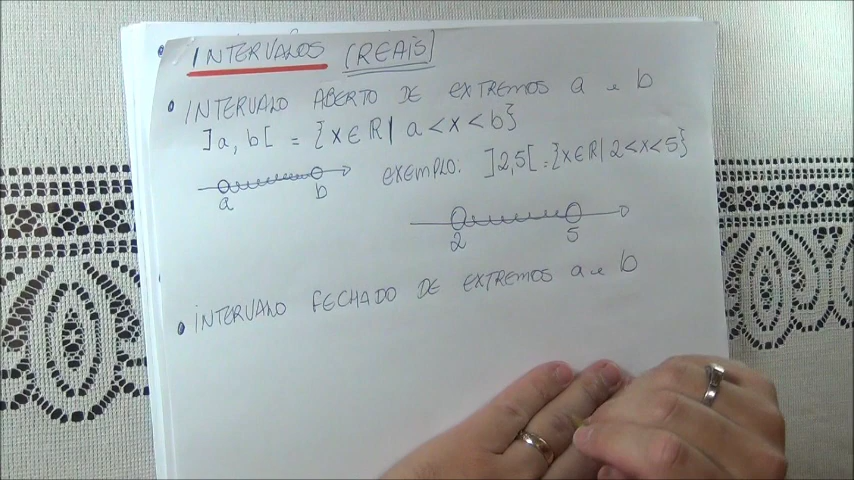 INTERVALOS (REAIS)
• INTERVALO ABERTO DE EXTREMOS a e b
]a, b[ = {x ∈ ℝ | a < x < b}
a b
EXEMPLO: ]2,5[ = {x ∈ ℝ | 2 < x < 5}
2 5
• INTERVALO FECHADO DE EXTREMOS a e b